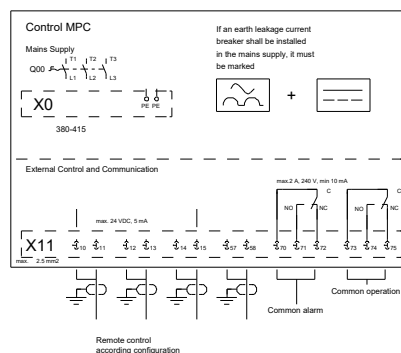 Control MPC
If an earth leakage current
breaker shall be installed
in the mains supply, it must
be marked
Mains Supply
T1 T2 T3
Q00
L1 L2 L3
X0
PE PE
+
380-415
External Control and Communication
max.2 A, 240 V, min 10 mA
C C
NO NC NO NC
max. 24 VDC, 5 mA
X11
10 11 12 13 14 15 57 58 70 71 72 73 74 75
max. 2.5 mm2
Common operation
Common alarm
Remote control
according configuration